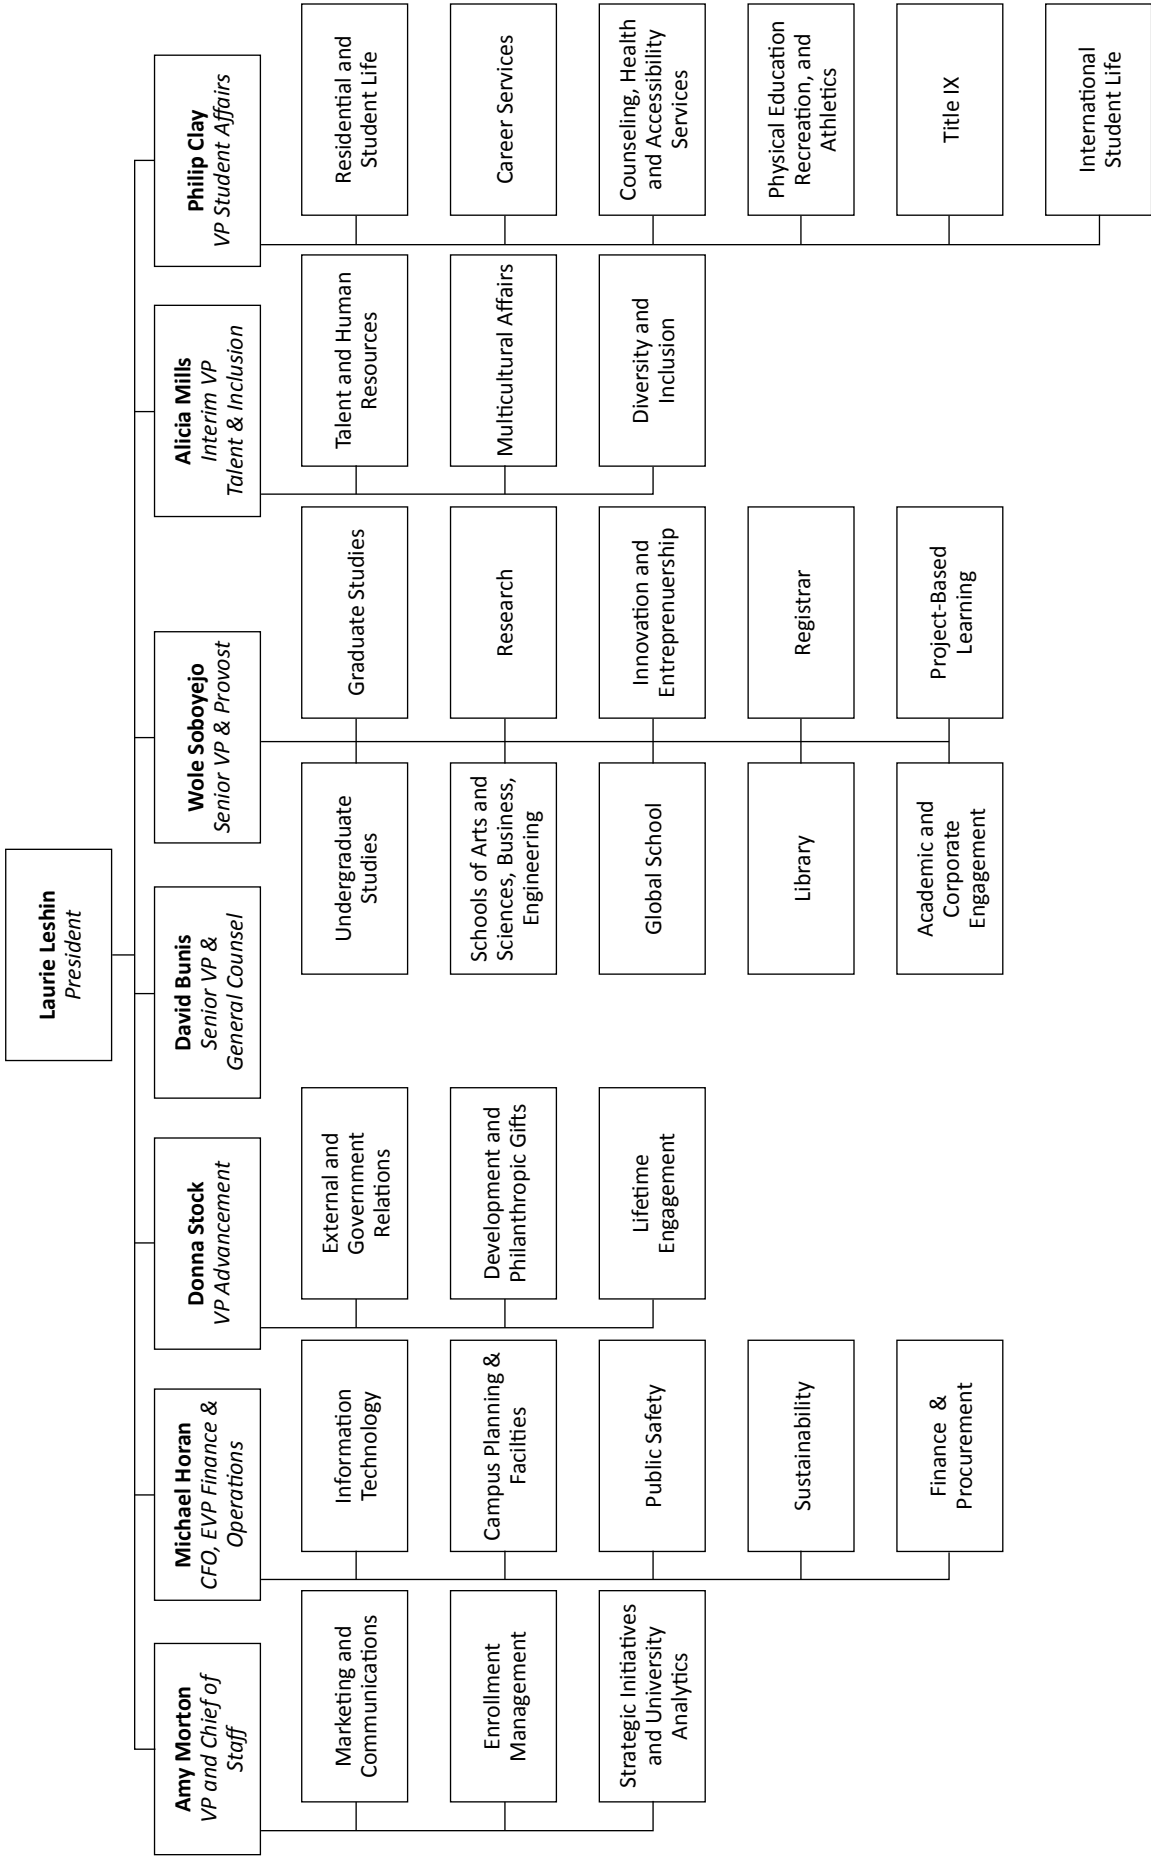 Laurie Leshin
President
Amy Morton
VP and Chief of
Staff
Marketing and
Communications
Enrollment
Management
Strategic Initiatives
and University
Analytics
Michael Horan
CFO, EVP Finance &
Operations
Information
Technology
Campus Planning &
Facilties
Public Safety
Sustainability
Finance & 
Procurement
Donna Stock
VP Advancement
External and
Government
Relations
Development and
Philanthropic Gifts
Lifetime
Engagement
David Bunis
Senior VP &
General Counsel
Wole Soboyejo
Senior VP & Provost
Undergraduate
Studies
Graduate Studies
Schools of Arts and
Sciences, Business,
Engineering
Research
Global School
Innovation and
Entreprenuership
Library
Registrar
Academic and
Corporate
Engagement
Project-Based
Learning
Alicia Mills
Interim VP
Talent & Inclusion
Talent and Human
Resources
Multicultural Affairs
Diversity and
Inclusion
Philip Clay
VP Student Affairs
Residential and
Student Life
Career Services
Counseling, Health
and Accessibility
Services
Physical Education
Recreation, and
Athletics
Title IX
International
Student Life